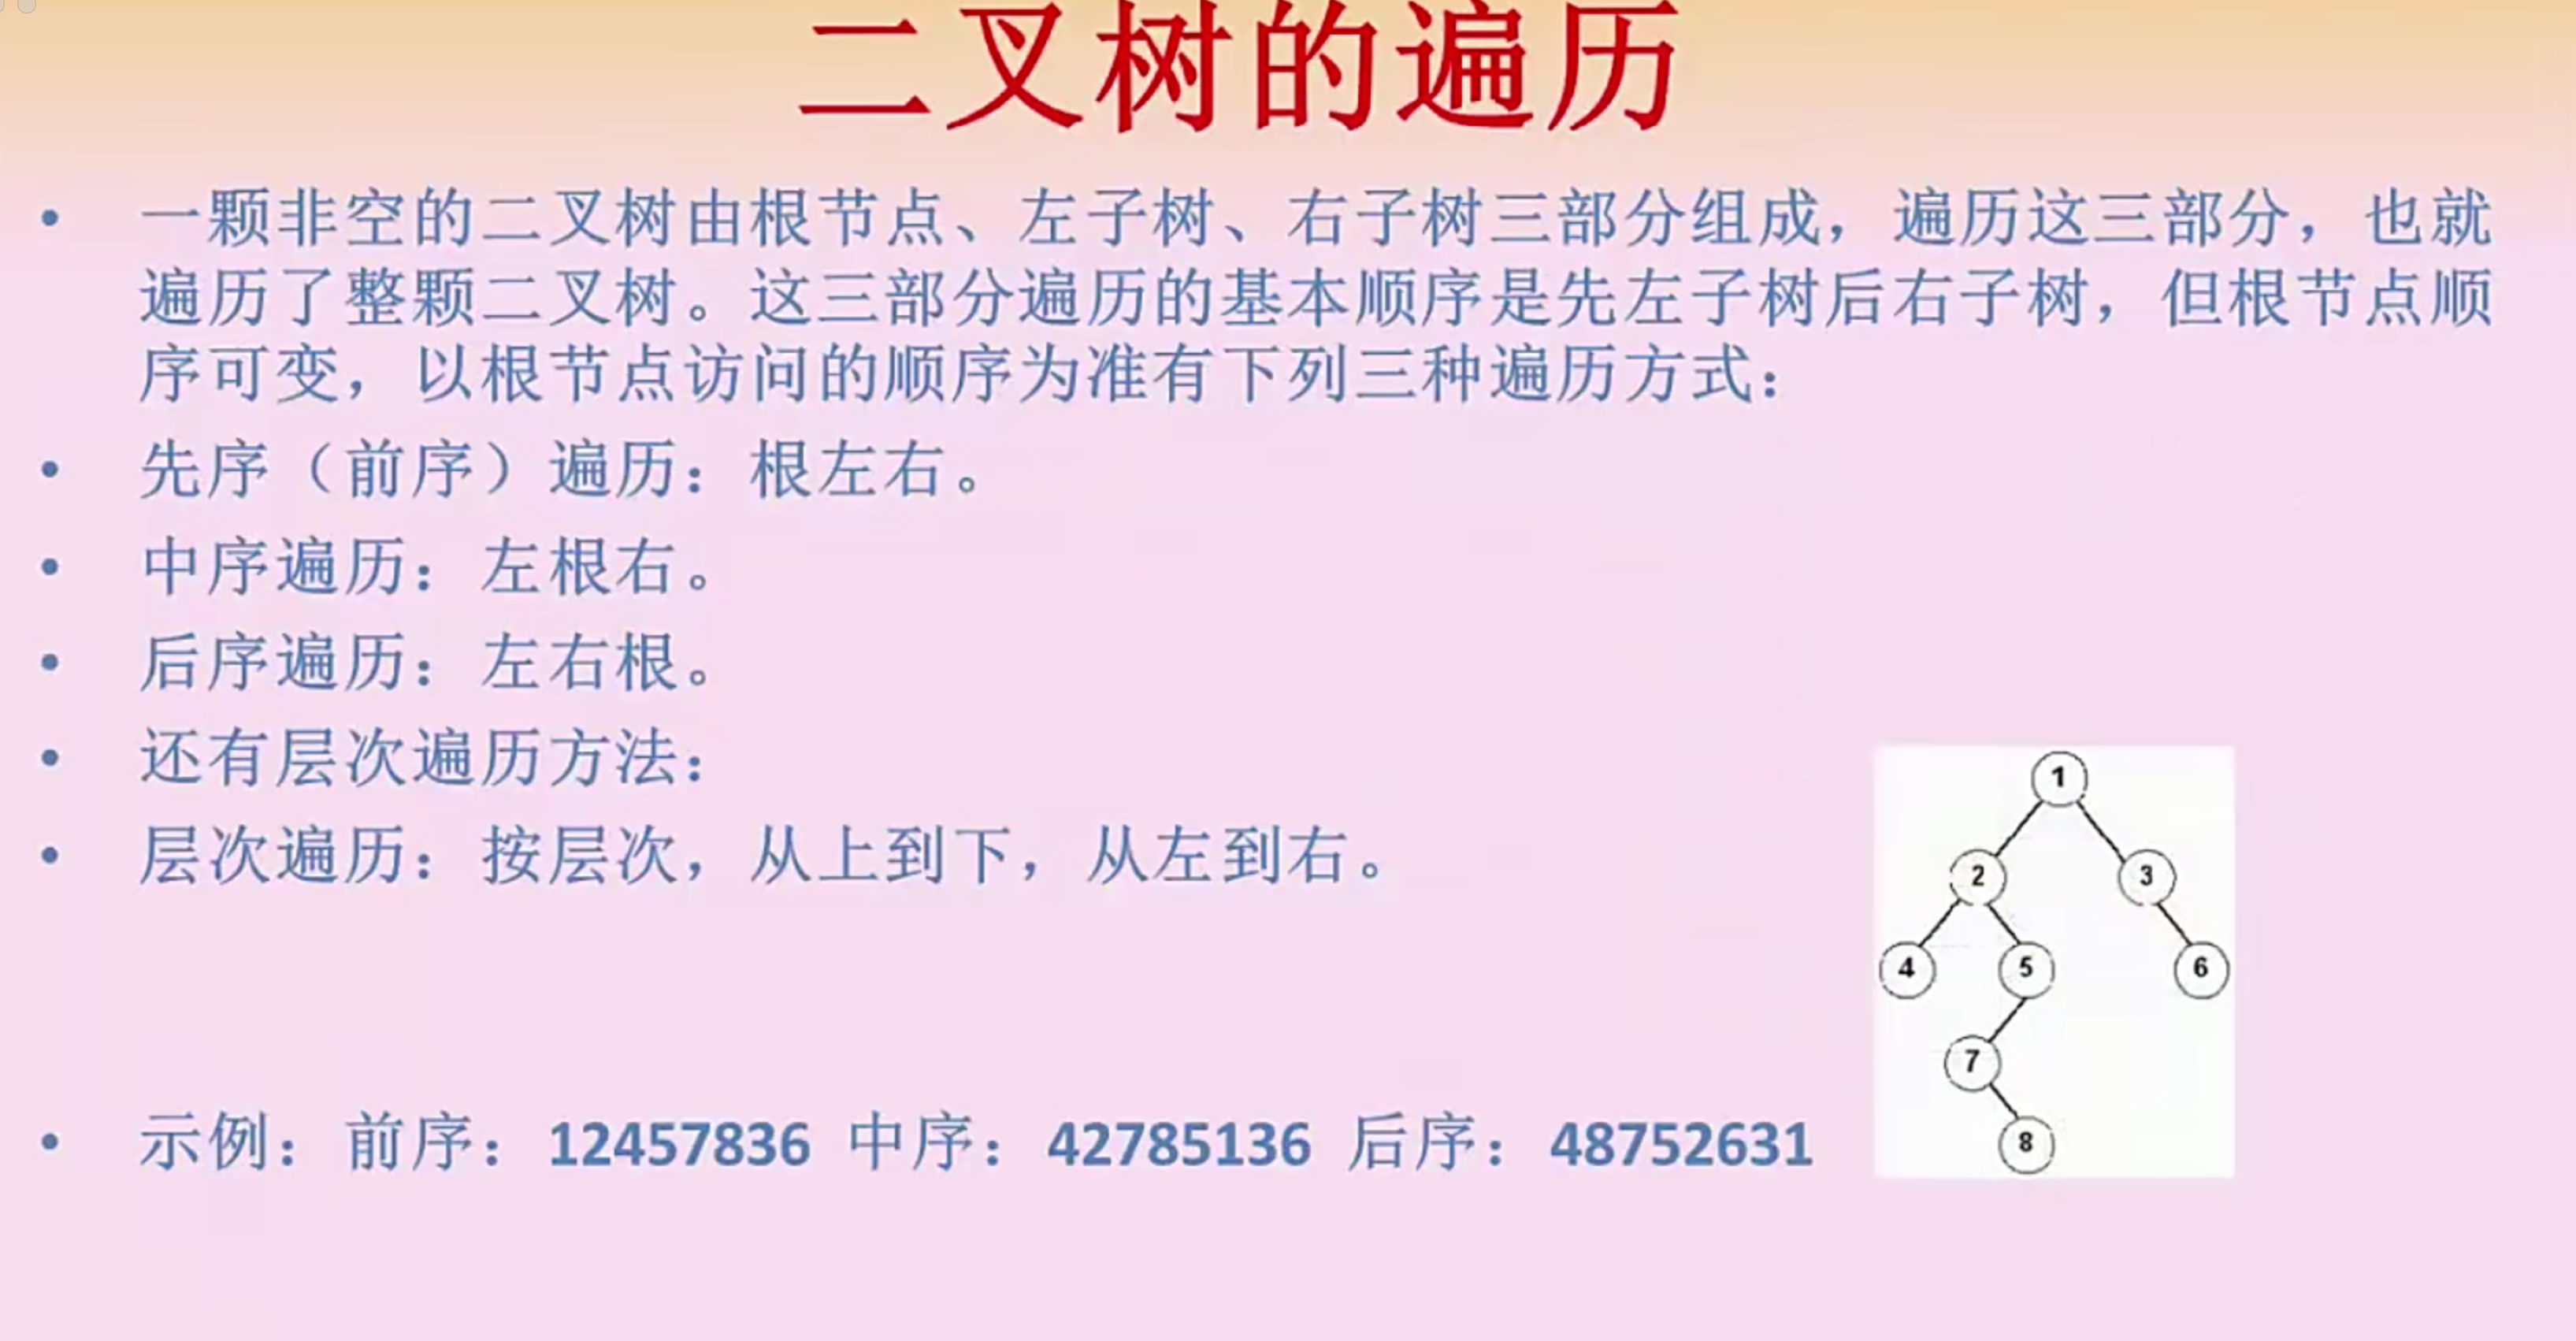 二叉树的遍历
• 一颗非空的二叉树由根节点、左子树、右子树三部分组成，遍历这三部分，也就
遍历了整颗二叉树。这三部分遍历的基本顺序是先左子树后右子树，但根节点顺
序可变，以根节点访问的顺序为准有下列三种遍历方式：
• 先序（前序）遍历：根左右。
• 中序遍历：左根右。
• 后序遍历：左右根。
• 还有层次遍历方法：
• 层次遍历：按层次，从上到下，从左到右。
1
2 3
4 5 6
7
8
• 示例：前序：12457836 中序：42785136 后序：48752631